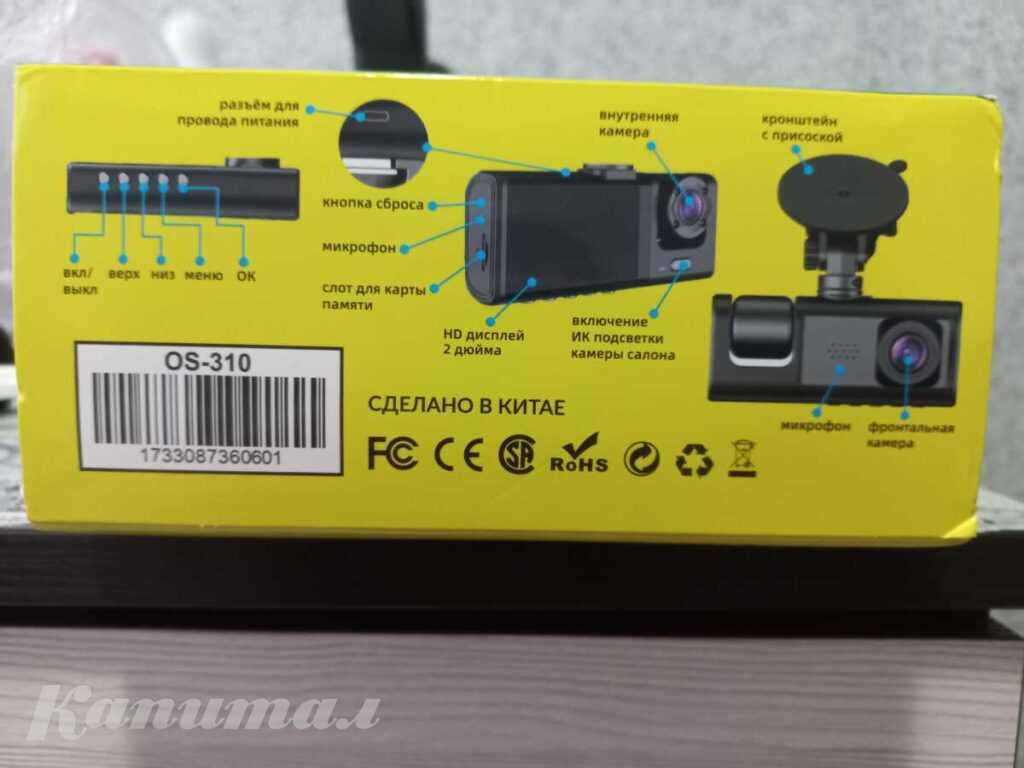 разъём для
провода питания
внутренняя
камера
кронштейн
с присоской
кнопка сброса
микрофон
слот для карты
памяти
вкл/
выкл
верх
низ
меню
ОК
HD дисплей
2 дюйма
включение
ИК подсветки
камеры салона
микрофон
фронтальная
камера
OS-310
1733087360601
СДЕЛАНО В КИТАЕ
FC CE SA RoHS
Капитал